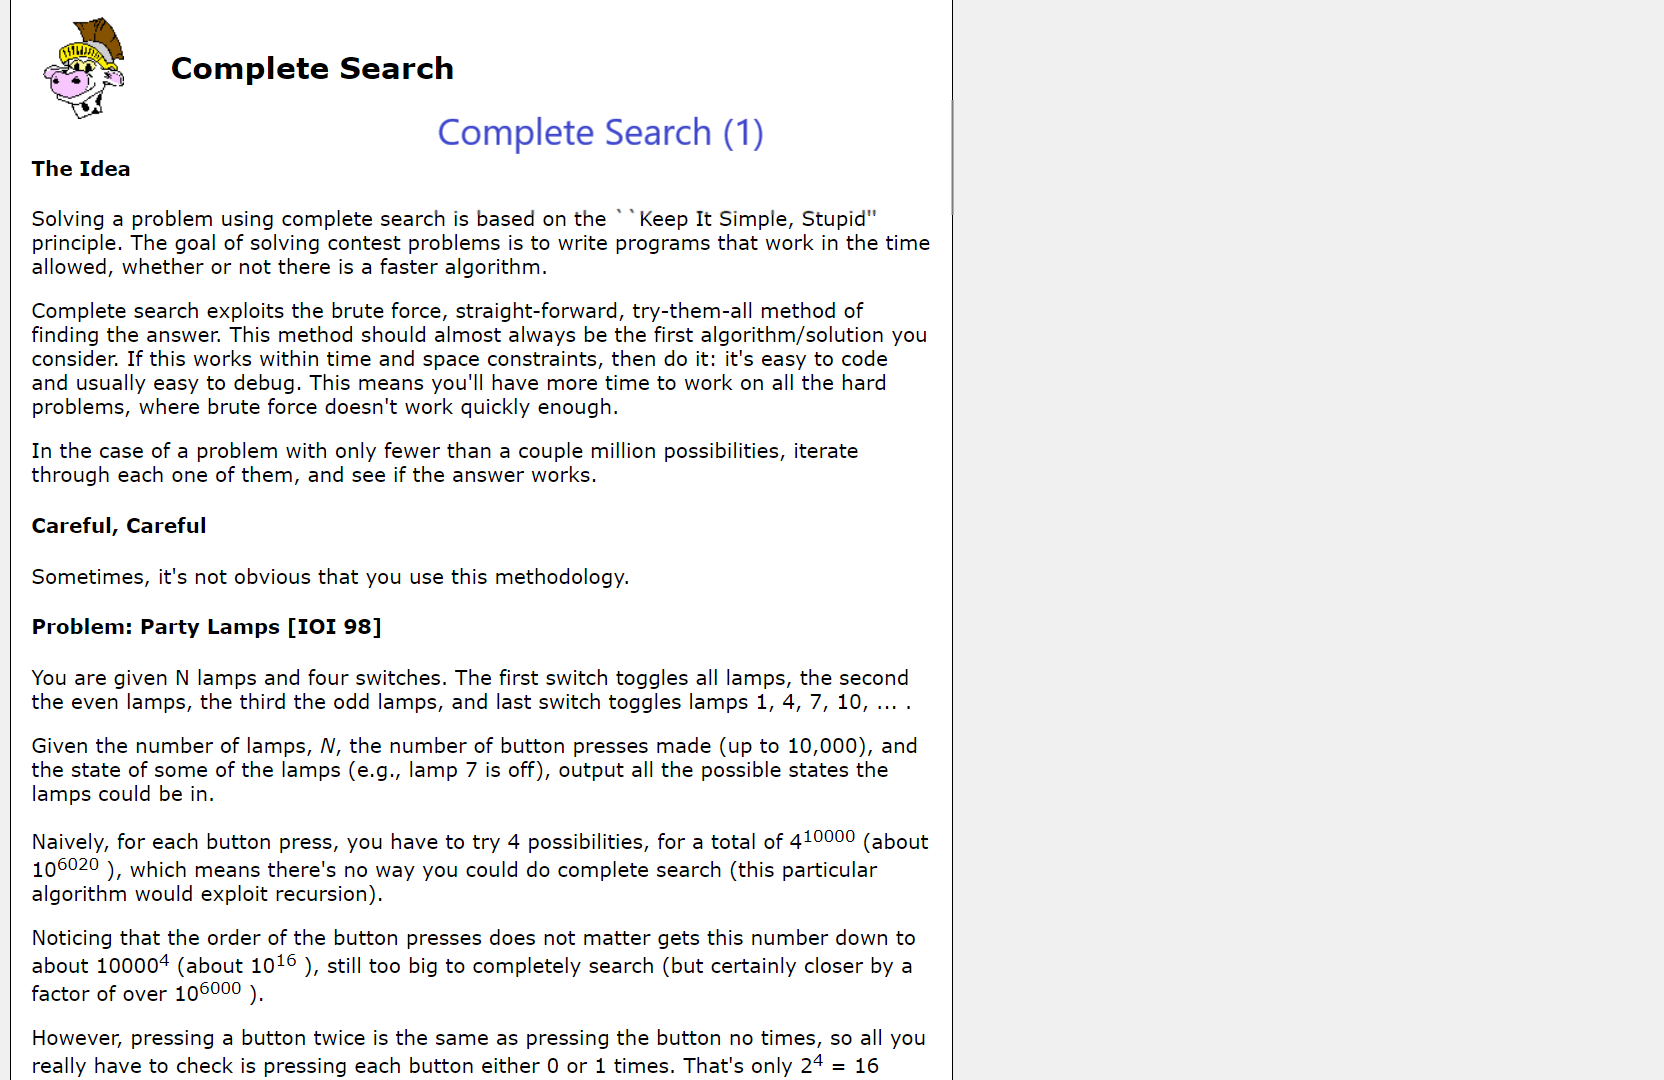 Complete Search
Complete Search (1)
The Idea
Solving a problem using complete search is based on the ``Keep It Simple, Stupid"
principle. The goal of solving contest problems is to write programs that work in the time
allowed, whether or not there is a faster algorithm.
Complete search exploits the brute force, straight-forward, try-them-all method of
finding the answer. This method should almost always be the first algorithm/solution you
consider. If this works within time and space constraints, then do it: it's easy to code
and usually easy to debug. This means you'll have more time to work on all the hard
problems, where brute force doesn't work quickly enough.
In the case of a problem with only fewer than a couple million possibilities, iterate
through each one of them, and see if the answer works.
Careful, Careful
Sometimes, it's not obvious that you use this methodology.
Problem: Party Lamps [IOI 98]
You are given N lamps and four switches. The first switch toggles all lamps, the second
the even lamps, the third the odd lamps, and last switch toggles lamps 1, 4, 7, 10, ... .
Given the number of lamps, N, the number of button presses made (up to 10,000), and
the state of some of the lamps (e.g., lamp 7 is off), output all the possible states the
lamps could be in.
Naively, for each button press, you have to try 4 possibilities, for a total of 4¹⁰⁰⁰⁰ (about
10⁶⁰²⁰ ), which means there's no way you could do complete search (this particular
algorithm would exploit recursion).
Noticing that the order of the button presses does not matter gets this number down to
about 10000⁴ (about 10¹⁶ ), still too big to completely search (but certainly closer by a
factor of over 10⁶⁰⁰⁰ ).
However, pressing a button twice is the same as pressing the button no times, so all you
really have to check is pressing each button either 0 or 1 times. That's only 2⁴ = 16